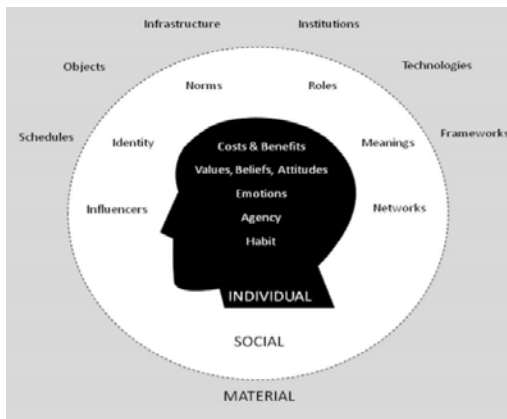 Infrastructure
Institutions
Objects
Technologies
Norms
Roles
Schedules
Identity
Costs & Benefits
Meanings
Frameworks
Values, Beliefs, Attitudes
Emotions
Influencers
Agency
Networks
Habit
INDIVIDUAL
SOCIAL
MATERIAL